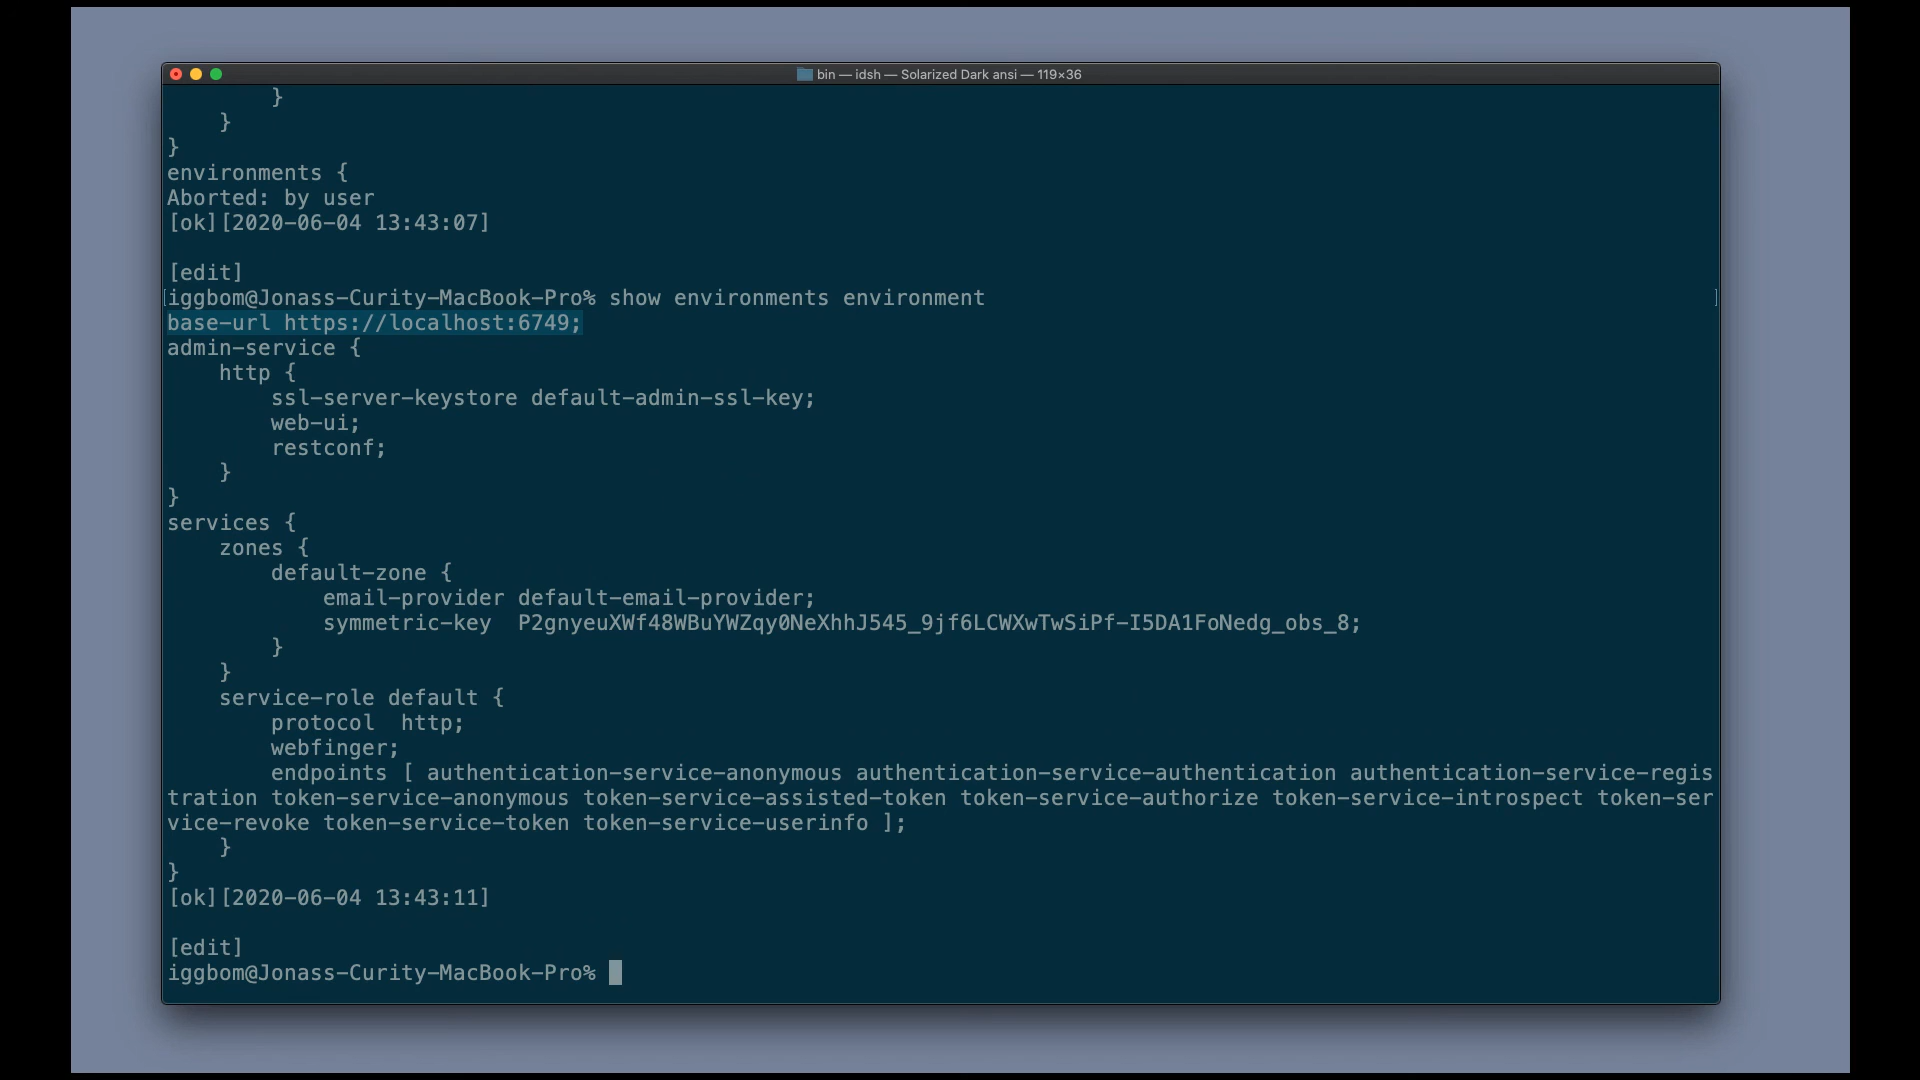 bin — idsh — Solarized Dark ansi — 119×36
        }
    }
}
environments {
Aborted: by user
[ok][2020-06-04 13:43:07]
[edit]
iggbom@Jonass-Curity-MacBook-Pro% show environments environment
base-url https://localhost:6749;
admin-service {
    http {
        ssl-server-keystore default-admin-ssl-key;
        web-ui;
        restconf;
    }
}
services {
    zones {
        default-zone {
            email-provider default-email-provider;
            symmetric-key  P2gnyeuXWf48WBuYWZqy0NeXhhJ545_9jf6LCWXwTwSiPf-I5DA1FoNedg_obs_8;
        }
    }
    service-role default {
        protocol  http;
        webfinger;
        endpoints [ authentication-service-anonymous authentication-service-authentication authentication-service-regis
tration token-service-anonymous token-service-assisted-token token-service-authorize token-service-introspect token-ser
vice-revoke token-service-token token-service-userinfo ];
    }
}
[ok][2020-06-04 13:43:11]
[edit]
iggbom@Jonass-Curity-MacBook-Pro%